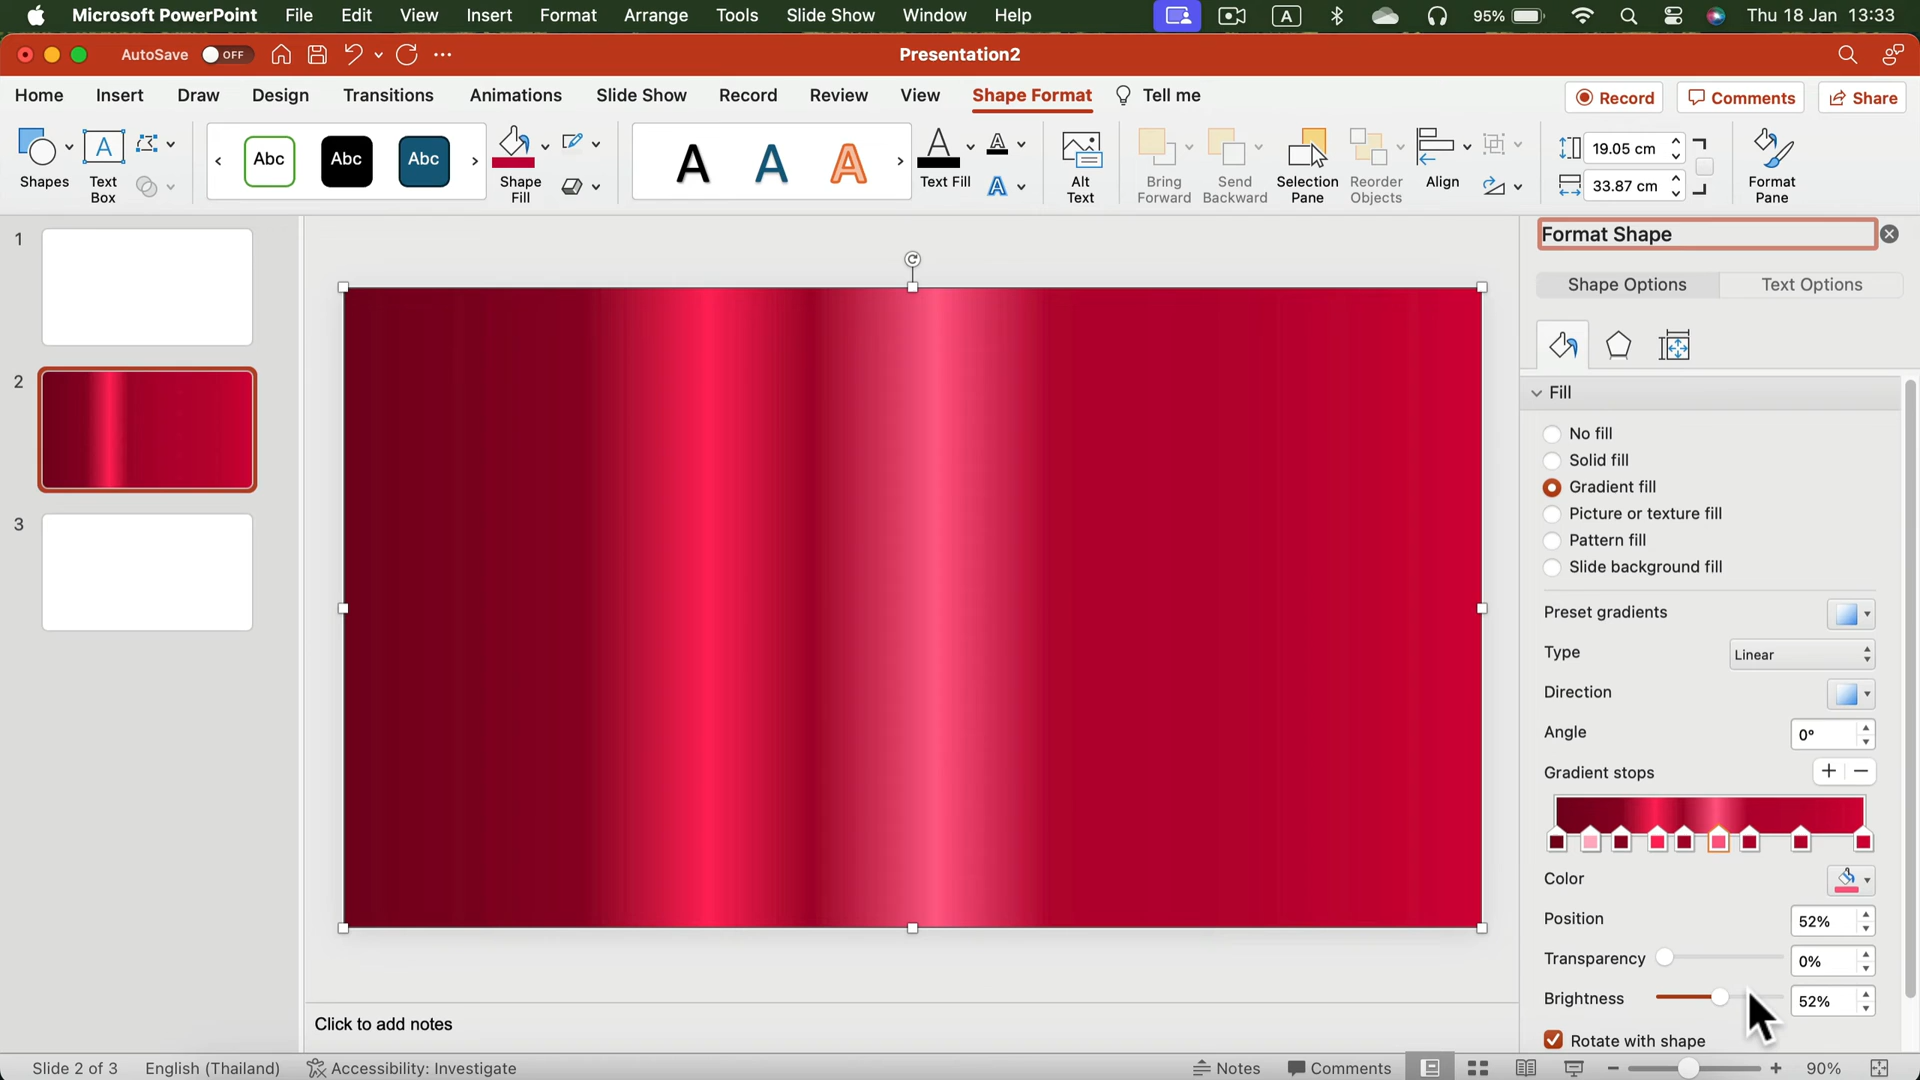 Microsoft PowerPoint File Edit View Insert Format Arrange Tools Slide Show Window Help A 95% Thu 18 Jan 13:33
AutoSave OFF Presentation2
Home Insert Draw Design Transitions Animations Slide Show Record Review View Shape Format Tell me Record Comments Share
Abc Abc Abc A A A 19.05 cm
33.87 cm
Shapes Text Box Shape Fill Text Fill Alt Text Bring Forward Send Backward Selection Pane Reorder Objects Align Format Pane
1
2
3
Format Shape
Shape Options Text Options
Fill
No fill
Solid fill
Gradient fill
Picture or texture fill
Pattern fill
Slide background fill
Preset gradients
Type Linear
Direction
Angle 0°
Gradient stops + −
Color
Position 52%
Transparency 0%
Brightness 52%
Rotate with shape
Click to add notes
Slide 2 of 3 English (Thailand) Accessibility: Investigate Notes Comments − + 90%